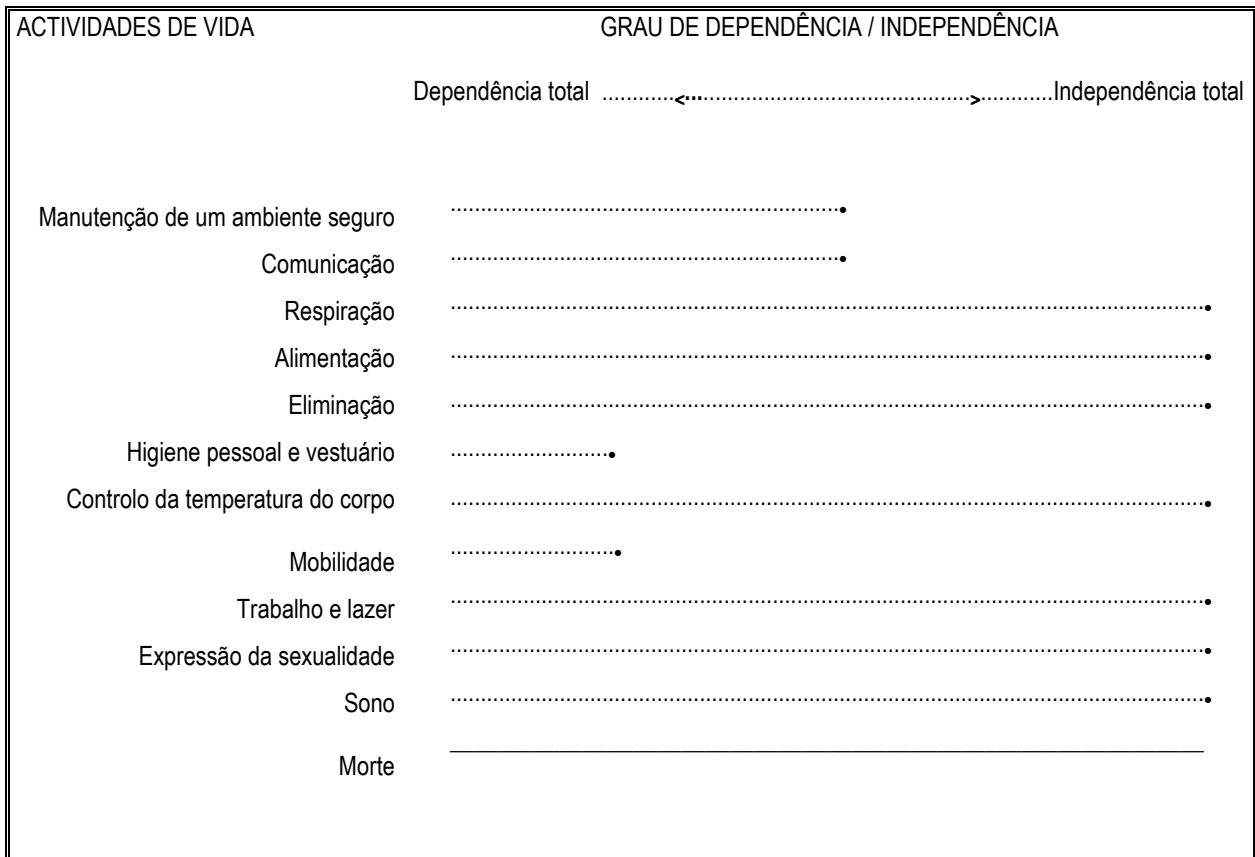 ACTIVIDADES DE VIDA GRAU DE DEPENDÊNCIA / INDEPENDÊNCIA
Dependência total ............<...............................................>............Independência total
Manutenção de um ambiente seguro ................................................................•
Comunicação ................................................................•
Respiração ............................................................................................................................•
Alimentação ............................................................................................................................•
Eliminação ............................................................................................................................•
Higiene pessoal e vestuário ..........................•
Controlo da temperatura do corpo ............................................................................................................................•
Mobilidade ...........................•
Trabalho e lazer ............................................................................................................................•
Expressão da sexualidade ............................................................................................................................•
Sono ............................................................................................................................•
Morte ______________________________________________________________